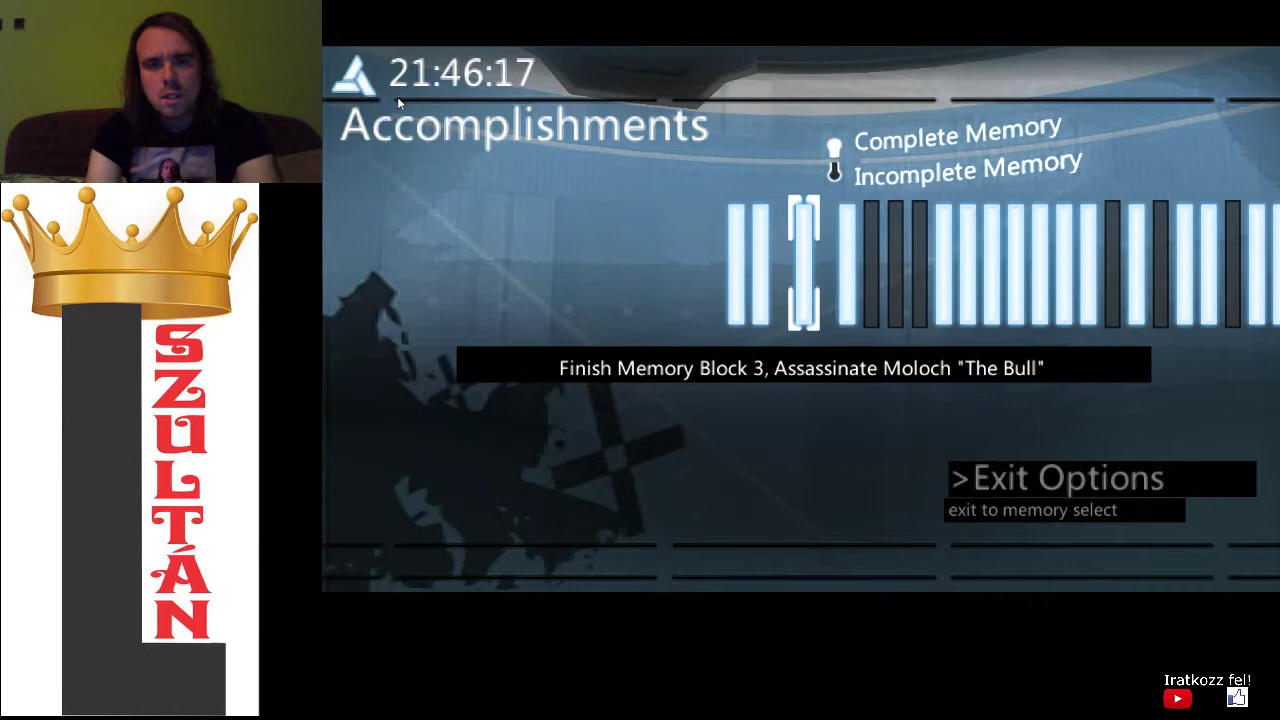 21:46:17
Accomplishments
Complete Memory
Incomplete Memory
Finish Memory Block 3, Assassinate Moloch "The Bull"
>Exit Options
exit to memory select
L
SZULTÁN
Iratkozz fel!